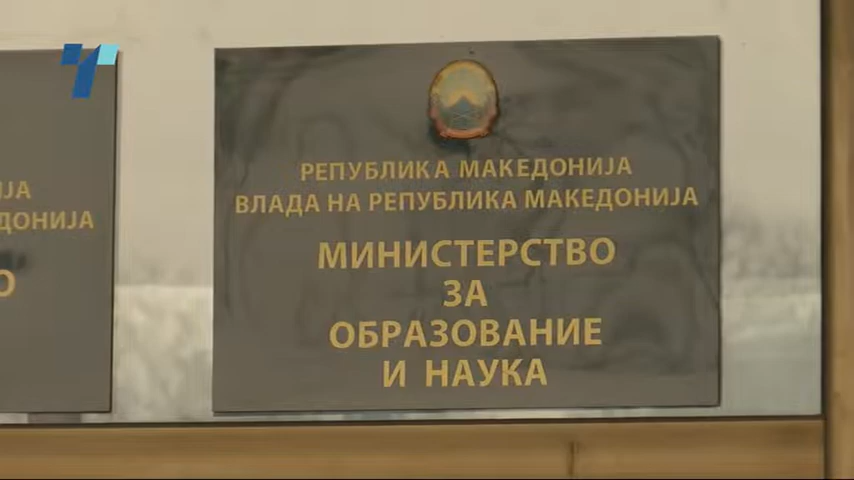 РЕПУБЛИКА МАКЕДОНИЈА
ВЛАДА НА РЕПУБЛИКА МАКЕДОНИЈА
МИНИСТЕРСТВО
ЗА
ОБРАЗОВАНИЕ
И НАУКА